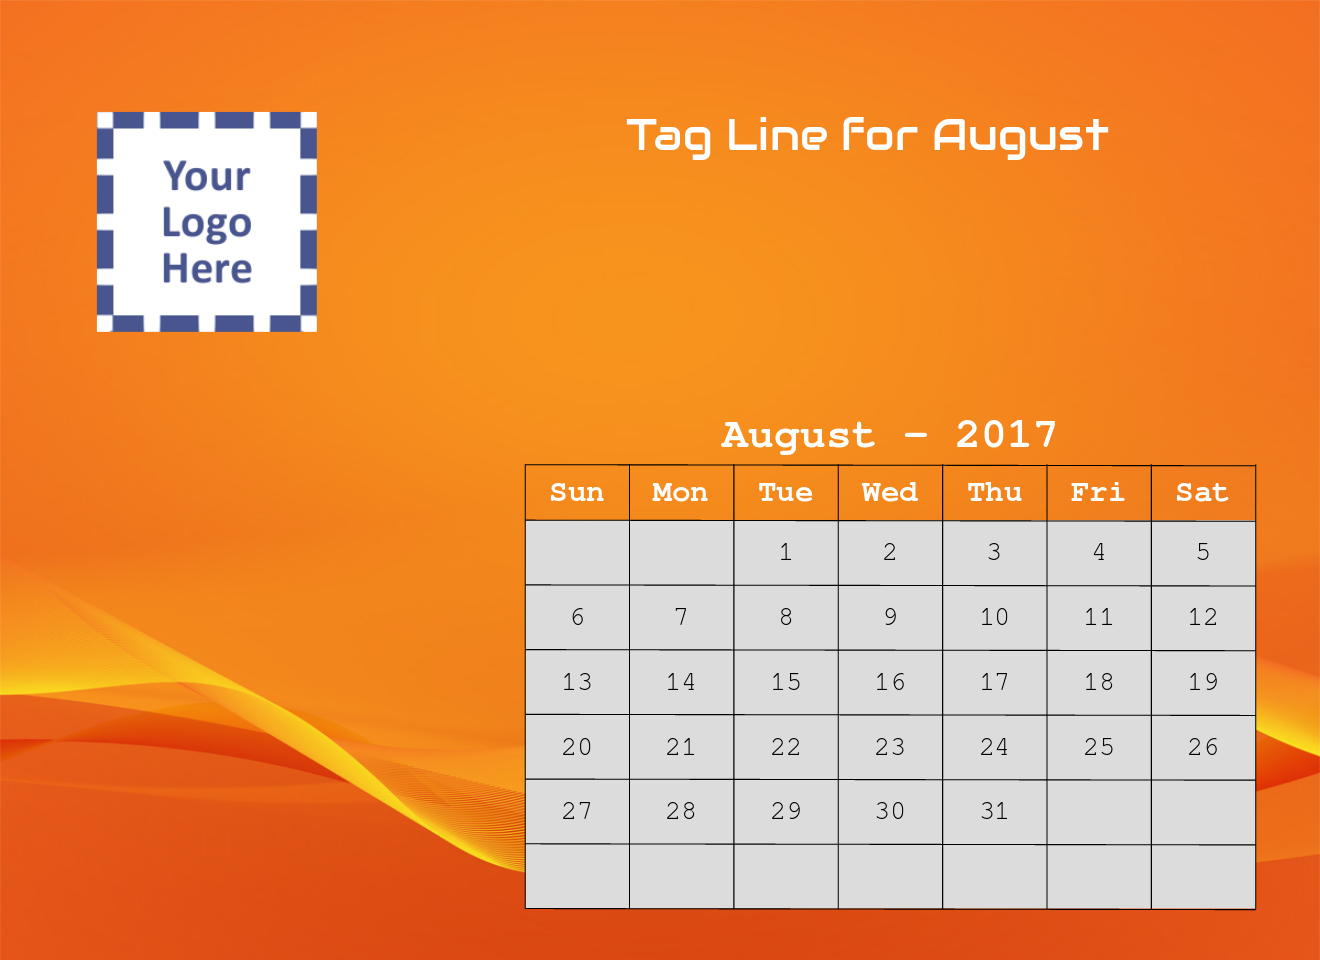 Your
Logo
Here
Tag Line for August
August – 2017
Sun Mon Tue Wed Thu Fri Sat
1 2 3 4 5
6 7 8 9 10 11 12
13 14 15 16 17 18 19
20 21 22 23 24 25 26
27 28 29 30 31